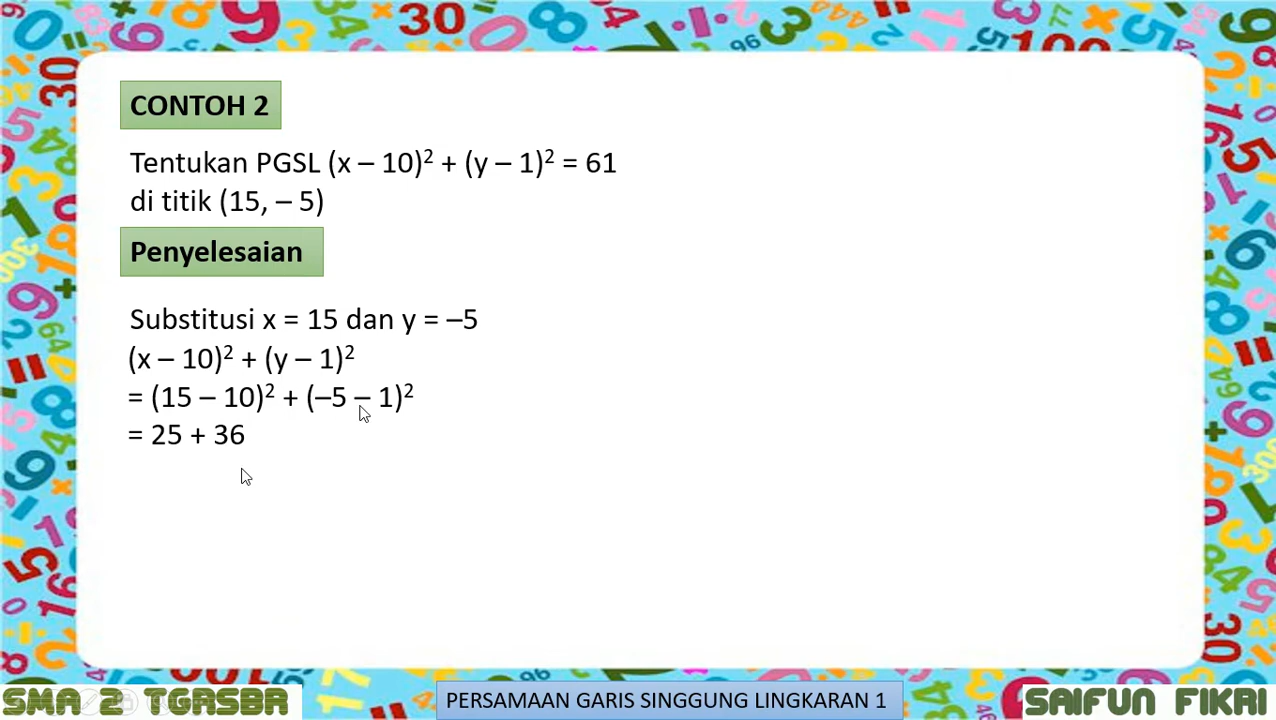 CONTOH 2
Tentukan PGSL (x – 10)² + (y – 1)² = 61
di titik (15, – 5)
Penyelesaian
Substitusi x = 15 dan y = –5
(x – 10)² + (y – 1)²
= (15 – 10)² + (–5 – 1)²
= 25 + 36
SMA 2 TGRSBR
PERSAMAAN GARIS SINGGUNG LINGKARAN 1
SAIFUN FIKRI